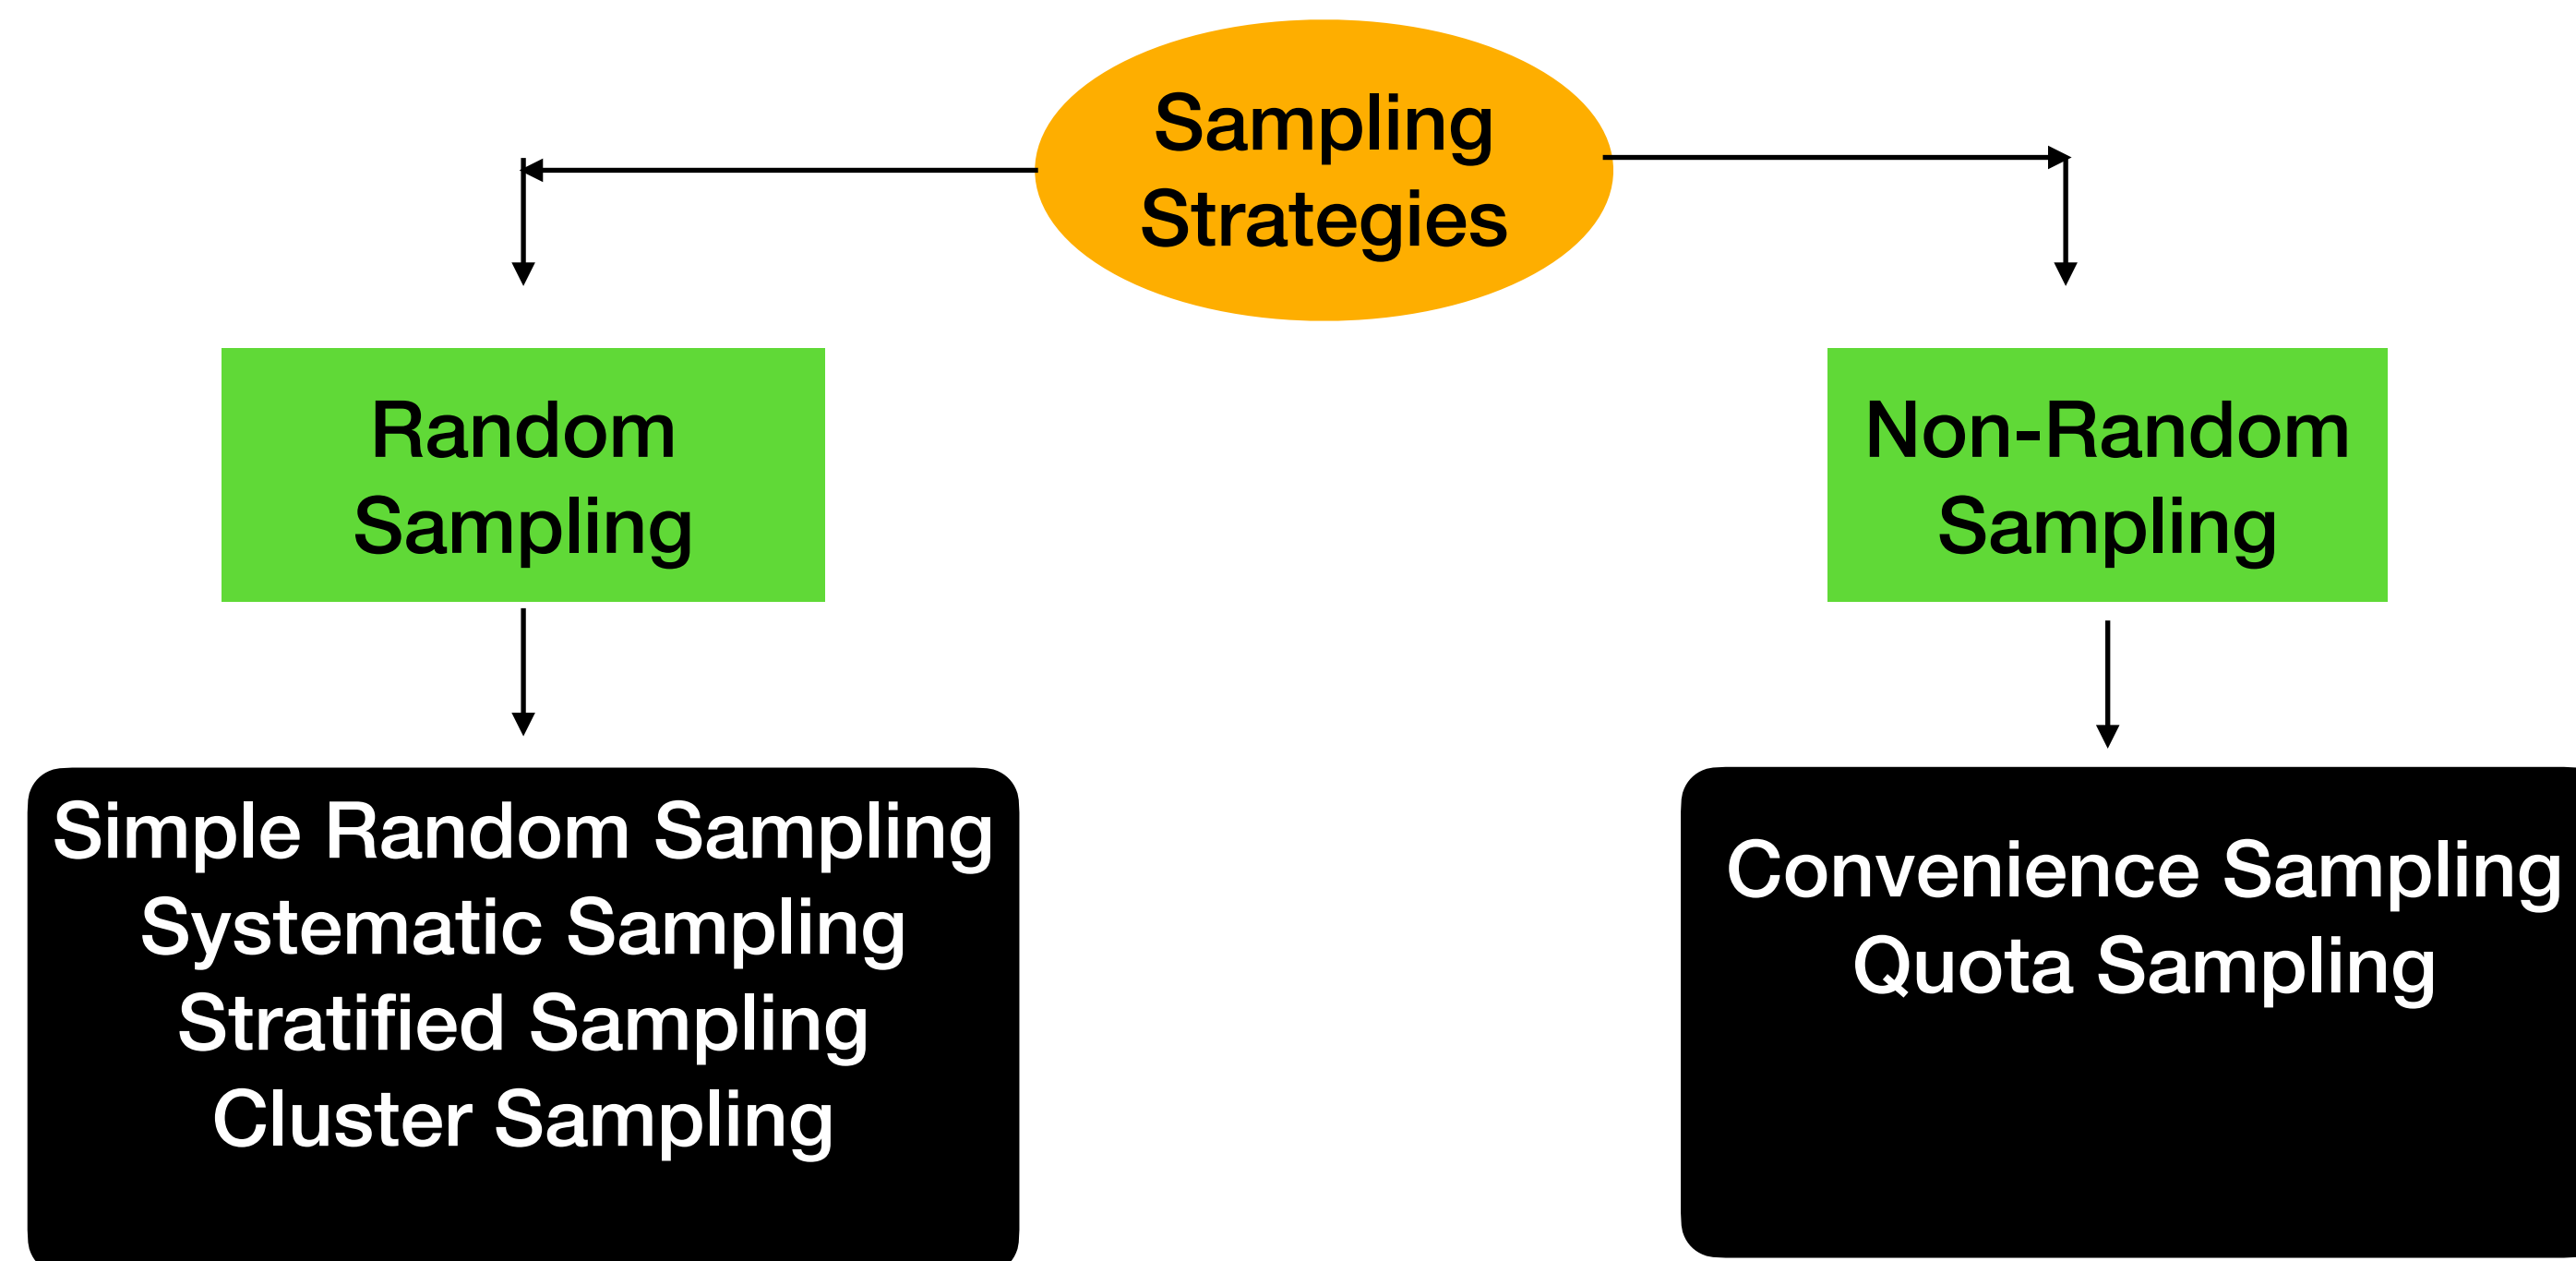 Sampling
Strategies
Random
Sampling
Non-Random
Sampling
Simple Random Sampling
Systematic Sampling
Stratified Sampling
Cluster Sampling
Convenience Sampling
Quota Sampling